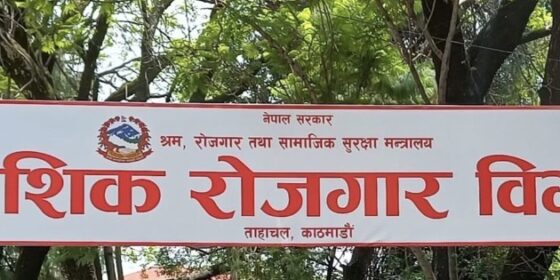 नेपाल सरकार
श्रम, रोजगार तथा सामाजिक सुरक्षा मन्त्रालय
रोजगार
ताहाचल, काठमाडौं